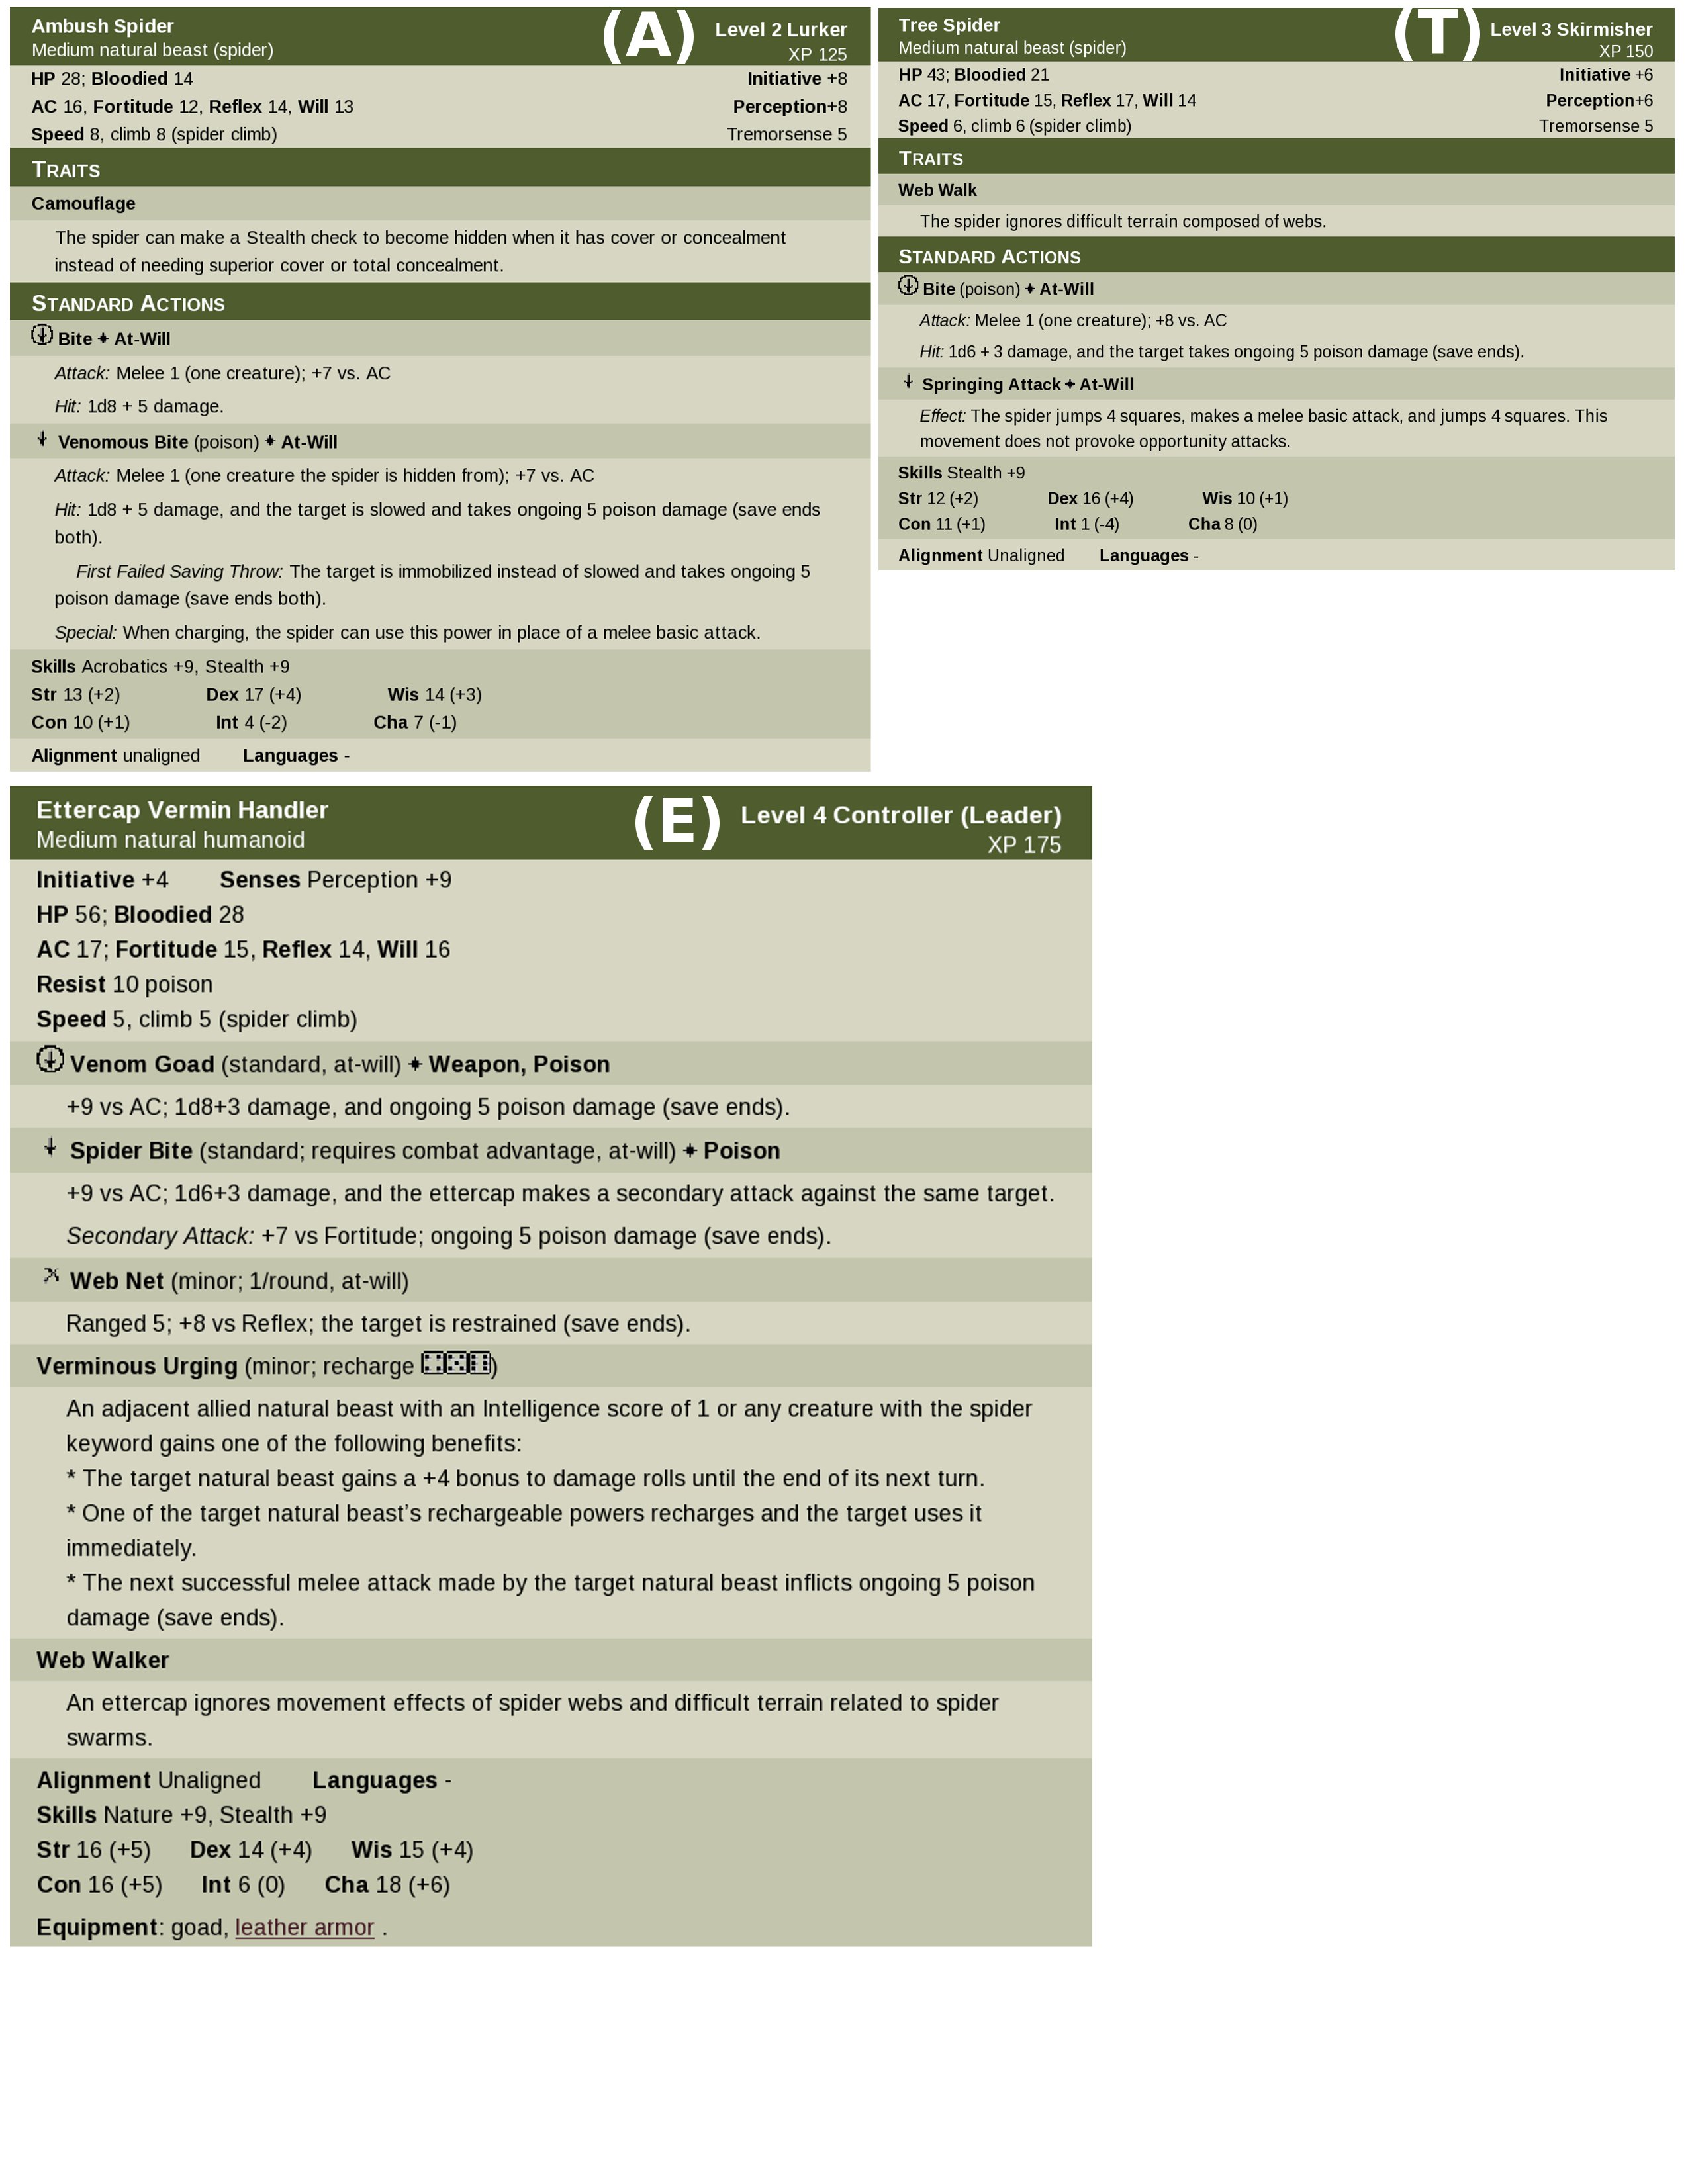 Ambush Spider
(A)
Level 2 Lurker
Medium natural beast (spider)
XP 125
HP 28; Bloodied 14
Initiative +8
AC 16, Fortitude 12, Reflex 14, Will 13
Perception+8
Speed 8, climb 8 (spider climb)
Tremorsense 5
TRAITS
Camouflage
The spider can make a Stealth check to become hidden when it has cover or concealment
instead of needing superior cover or total concealment.
STANDARD ACTIONS
Bite ✦ At-Will
Attack: Melee 1 (one creature); +7 vs. AC
Hit: 1d8 + 5 damage.
Venomous Bite (poison) ✦ At-Will
Attack: Melee 1 (one creature the spider is hidden from); +7 vs. AC
Hit: 1d8 + 5 damage, and the target is slowed and takes ongoing 5 poison damage (save ends
both).
First Failed Saving Throw: The target is immobilized instead of slowed and takes ongoing 5
poison damage (save ends both).
Special: When charging, the spider can use this power in place of a melee basic attack.
Skills Acrobatics +9, Stealth +9
Str 13 (+2) Dex 17 (+4) Wis 14 (+3)
Con 10 (+1) Int 4 (-2) Cha 7 (-1)
Alignment unaligned Languages -
Tree Spider
(T)
Level 3 Skirmisher
Medium natural beast (spider)
XP 150
HP 43; Bloodied 21
Initiative +6
AC 17, Fortitude 15, Reflex 17, Will 14
Perception+6
Speed 6, climb 6 (spider climb)
Tremorsense 5
TRAITS
Web Walk
The spider ignores difficult terrain composed of webs.
STANDARD ACTIONS
Bite (poison) ✦ At-Will
Attack: Melee 1 (one creature); +8 vs. AC
Hit: 1d6 + 3 damage, and the target takes ongoing 5 poison damage (save ends).
Springing Attack ✦ At-Will
Effect: The spider jumps 4 squares, makes a melee basic attack, and jumps 4 squares. This
movement does not provoke opportunity attacks.
Skills Stealth +9
Str 12 (+2) Dex 16 (+4) Wis 10 (+1)
Con 11 (+1) Int 1 (-4) Cha 8 (0)
Alignment Unaligned Languages -
Ettercap Vermin Handler
(E)
Level 4 Controller (Leader)
Medium natural humanoid
XP 175
Initiative +4 Senses Perception +9
HP 56; Bloodied 28
AC 17; Fortitude 15, Reflex 14, Will 16
Resist 10 poison
Speed 5, climb 5 (spider climb)
Venom Goad (standard, at-will) ✦ Weapon, Poison
+9 vs AC; 1d8+3 damage, and ongoing 5 poison damage (save ends).
Spider Bite (standard; requires combat advantage, at-will) ✦ Poison
+9 vs AC; 1d6+3 damage, and the ettercap makes a secondary attack against the same target.
Secondary Attack: +7 vs Fortitude; ongoing 5 poison damage (save ends).
Web Net (minor; 1/round, at-will)
Ranged 5; +8 vs Reflex; the target is restrained (save ends).
Verminous Urging (minor; recharge ⚃⚄⚅)
An adjacent allied natural beast with an Intelligence score of 1 or any creature with the spider
keyword gains one of the following benefits:
* The target natural beast gains a +4 bonus to damage rolls until the end of its next turn.
* One of the target natural beast's rechargeable powers recharges and the target uses it
immediately.
* The next successful melee attack made by the target natural beast inflicts ongoing 5 poison
damage (save ends).
Web Walker
An ettercap ignores movement effects of spider webs and difficult terrain related to spider
swarms.
Alignment Unaligned Languages -
Skills Nature +9, Stealth +9
Str 16 (+5) Dex 14 (+4) Wis 15 (+4)
Con 16 (+5) Int 6 (0) Cha 18 (+6)
Equipment: goad, leather armor .